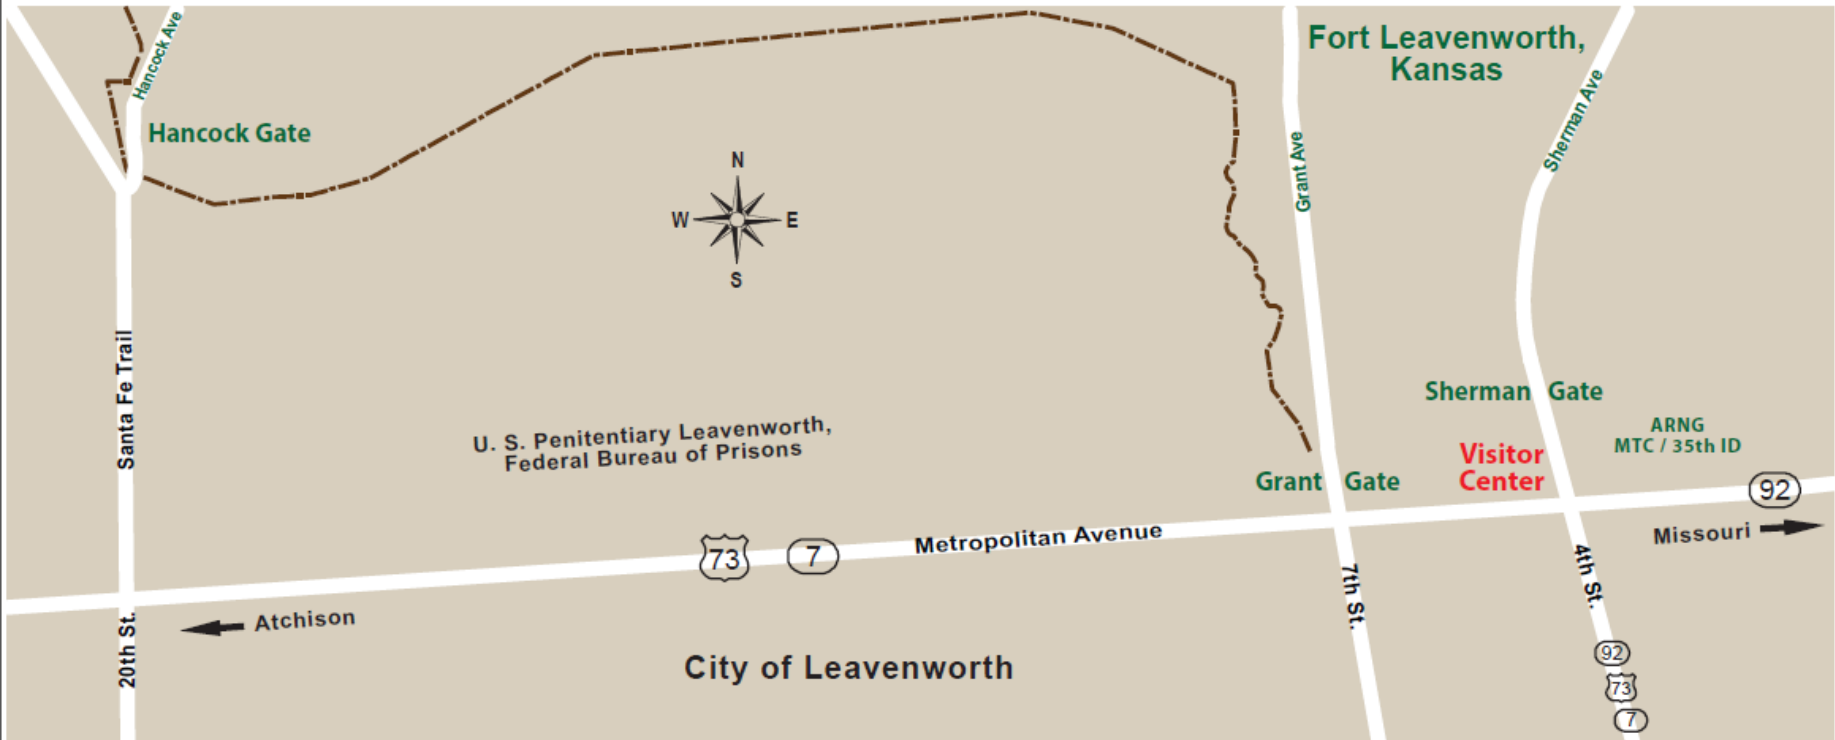 Hancock Ave
Hancock Gate
Fort Leavenworth,
Kansas
Sherman Ave
Grant Ave
N
W
E
S
Santa Fe Trail
U. S. Penitentiary Leavenworth,
Federal Bureau of Prisons
Sherman Gate
ARNG
MTC / 35th ID
Visitor
Center
Grant Gate
92
Missouri
Metropolitan Avenue
73
7
7th St.
4th St.
Atchison
20th St.
City of Leavenworth
92
73
7